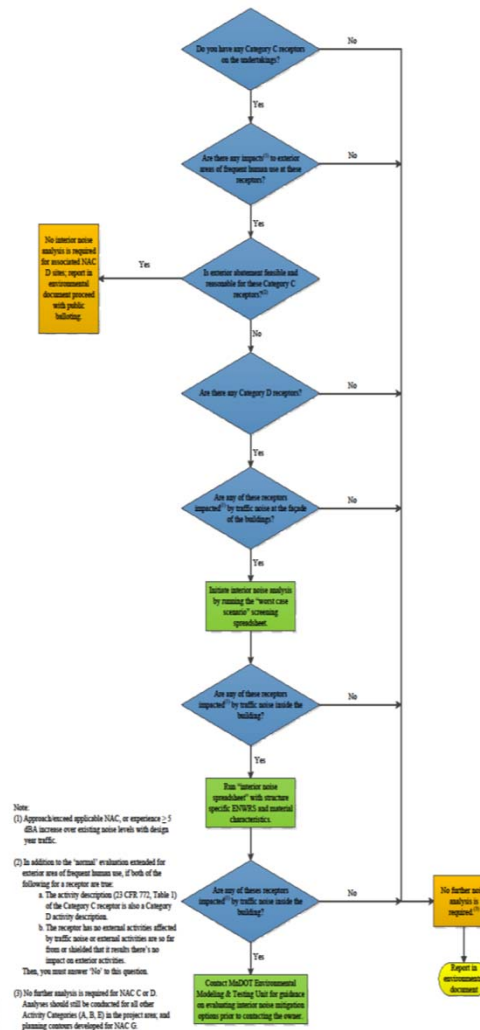 No
Do you have any Category C receptors
on the undertakings?
Yes
No
Are there any impacts(1) to exterior
areas of frequent human use at these
receptors?
No interior noise
analysis is required
for associated NAC
D sites; report in
environmental
document proceed
with public
balloting.
Yes
Yes
Is exterior abatement feasible and
reasonable for these Category C
receptors?(2)
No
No
Are there any Category D receptors?
Yes
No
Are any of these receptors
impacted(1) by traffic noise at the façade
of the buildings?
Yes
Initiate interior noise analysis
by running the "worst case
scenario" screening
spreadsheet.
No
Are any of these receptors
impacted(1) by traffic noise inside the
building?
Yes
Run "interior noise
spreadsheet" with structure
specific ENWRS and material
characteristics.
Note:
(1) Approach/exceed applicable NAC, or experience ≥ 5
dBA increase over existing noise levels with design
year traffic.
(2) In addition to the 'normal' evaluation extended for
exterior area of frequent human use, if both of the
following for a receptor are true:
a. The activity description (23 CFR 772, Table 1)
of the Category C receptor is also a Category
D activity description.
b. The receptor has no external activities affected
by traffic noise or external activities are so far
from or shielded that it results there's no
impact on exterior activities.
Then, you must answer 'No' to this question.
(3) No further analysis is required for NAC C or D.
Analyses should still be conducted for all other
Activity Categories (A, B, E) in the project area; and
planning contours developed for NAC G.
Are any of theses receptors
impacted(1) by traffic noise inside the
building?
No
No further noise
analysis is
required.(3)
Yes
Contact MnDOT Environmental
Modeling & Testing Unit for guidance
on evaluating interior noise mitigation
options prior to contacting the owner.
Report in
environmental
document